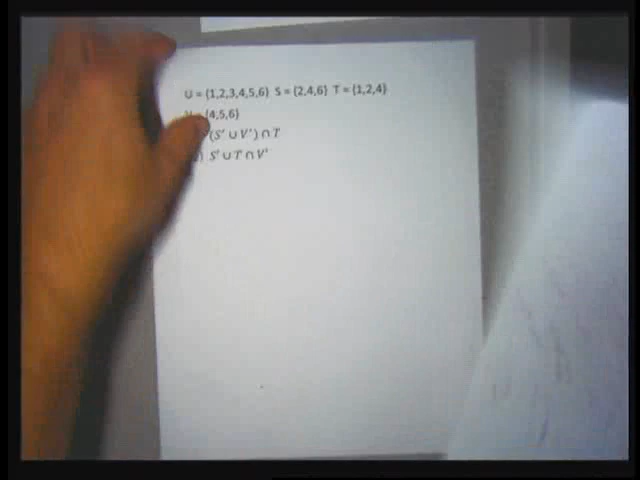 U = {1,2,3,4,5,6} S = {2,4,6} T = {1,2,4}
= {4,5,6}
(S' ∪ V') ∩ T
) S' ∪ T ∩ V'